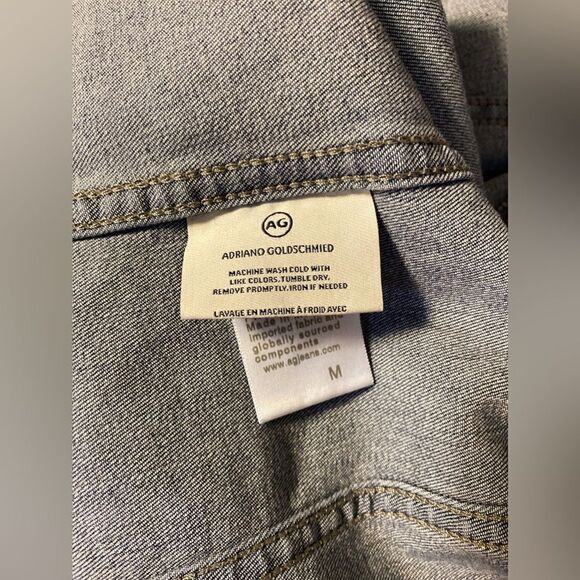 AG
ADRIANO GOLDSCHMIED
MACHINE WASH COLD WITH
LIKE COLORS. TUMBLE DRY.
REMOVE PROMPTLY. IRON IF NEEDED
LAVAGE EN MACHINE À FROID AVEC
Made in
Imported fabric and
globally sourced
components
www.agjeans.com
M